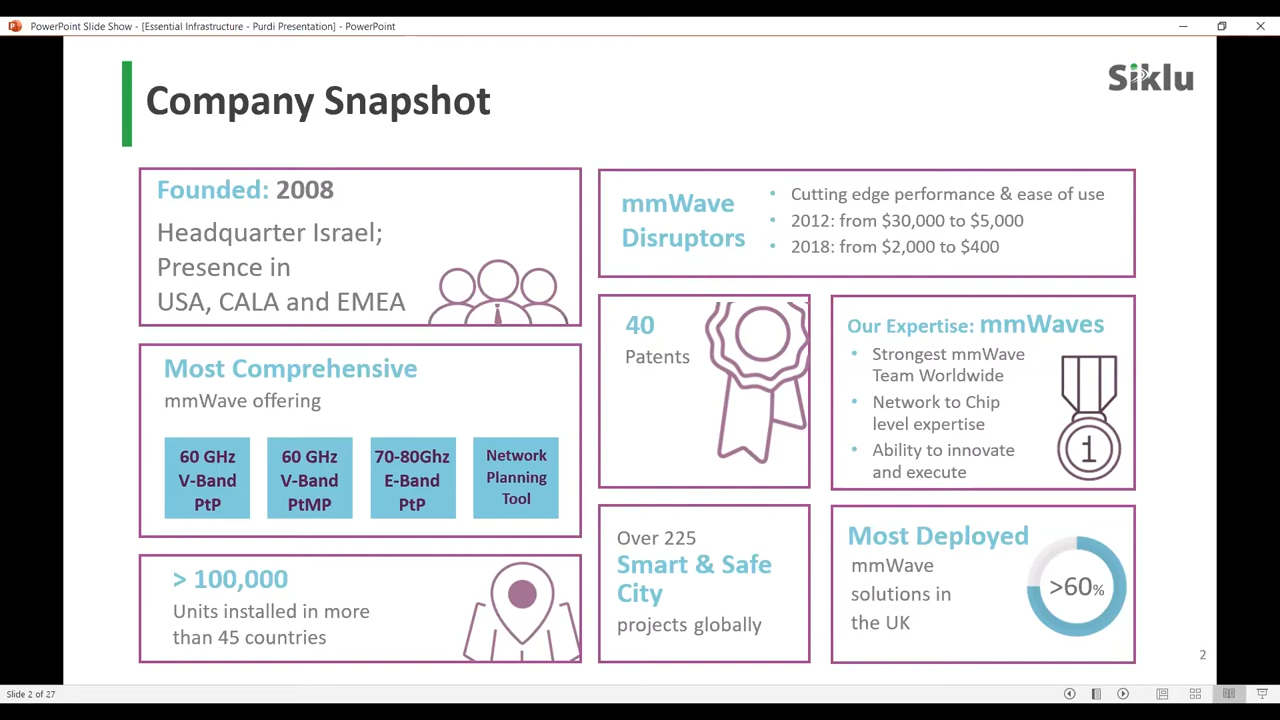 PowerPoint Slide Show - [Essential Infrastructure - Purdi Presentation] - PowerPoint
Siklu
Company Snapshot
Founded: 2008
Headquarter Israel;
Presence in
USA, CALA and EMEA
mmWave
Disruptors
• Cutting edge performance & ease of use
• 2012: from $30,000 to $5,000
• 2018: from $2,000 to $400
Most Comprehensive
mmWave offering
60 GHz
V-Band
PtP
60 GHz
V-Band
PtMP
70-80Ghz
E-Band
PtP
Network
Planning
Tool
40
Patents
Our Expertise: mmWaves
• Strongest mmWave
Team Worldwide
• Network to Chip
level expertise
• Ability to innovate
and execute
1
> 100,000
Units installed in more
than 45 countries
Over 225
Smart & Safe
City
projects globally
Most Deployed
mmWave
solutions in
the UK
>60%
2
Slide 2 of 27